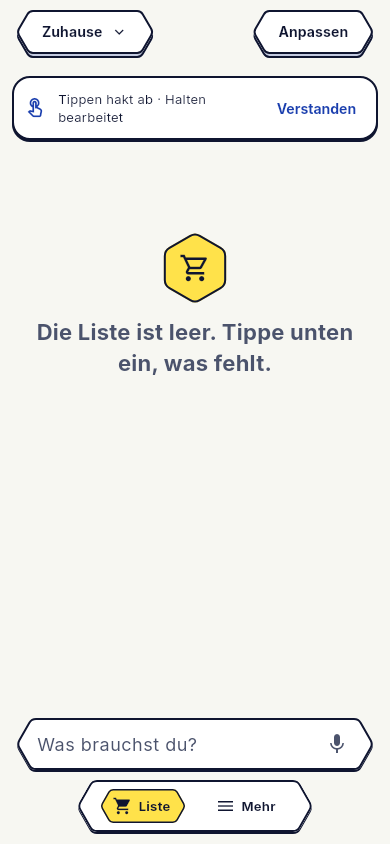 Zuhause
Anpassen
Tippen hakt ab · Halten
bearbeitet
Verstanden
Die Liste ist leer. Tippe unten
ein, was fehlt.
Was brauchst du?
Liste
Mehr